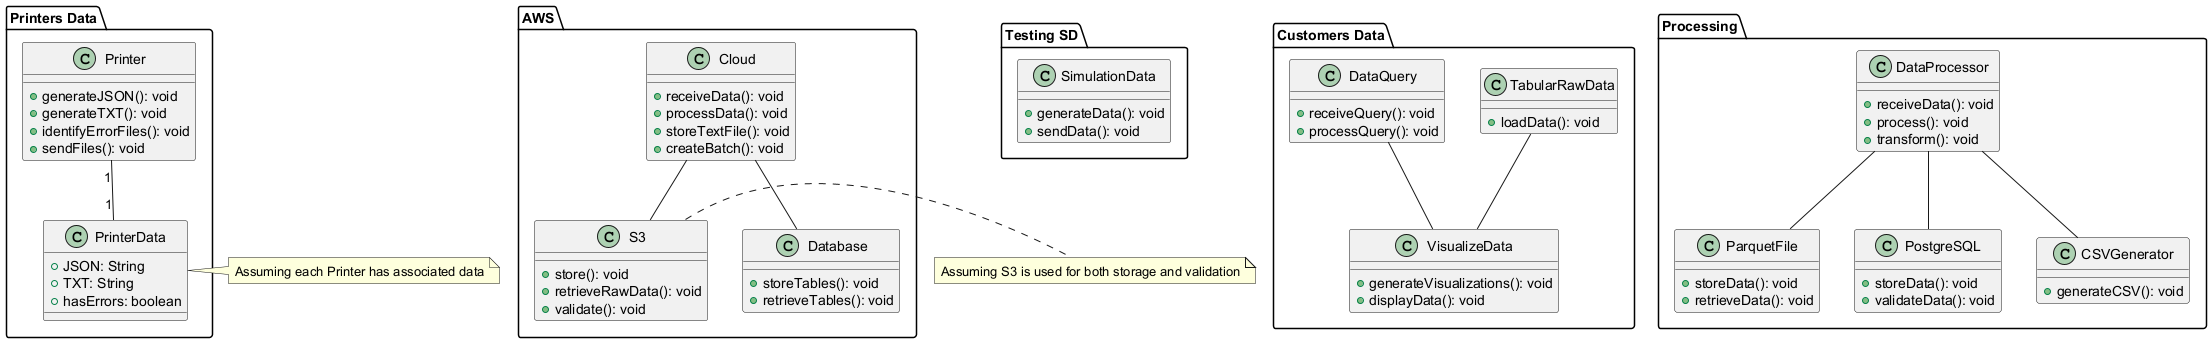 Printers Data
C Printer
generateJSON(): void
generateTXT(): void
identifyErrorFiles(): void
sendFiles(): void
1
1
C PrinterData
JSON: String
TXT: String
hasErrors: boolean
Assuming each Printer has associated data
AWS
C Cloud
receiveData(): void
processData(): void
storeTextFile(): void
createBatch(): void
C S3
store(): void
retrieveRawData(): void
validate(): void
C Database
storeTables(): void
retrieveTables(): void
Assuming S3 is used for both storage and validation
Testing SD
C SimulationData
generateData(): void
sendData(): void
Customers Data
C DataQuery
receiveQuery(): void
processQuery(): void
C TabularRawData
loadData(): void
C VisualizeData
generateVisualizations(): void
displayData(): void
Processing
C DataProcessor
receiveData(): void
process(): void
transform(): void
C ParquetFile
storeData(): void
retrieveData(): void
C PostgreSQL
storeData(): void
validateData(): void
C CSVGenerator
generateCSV(): void